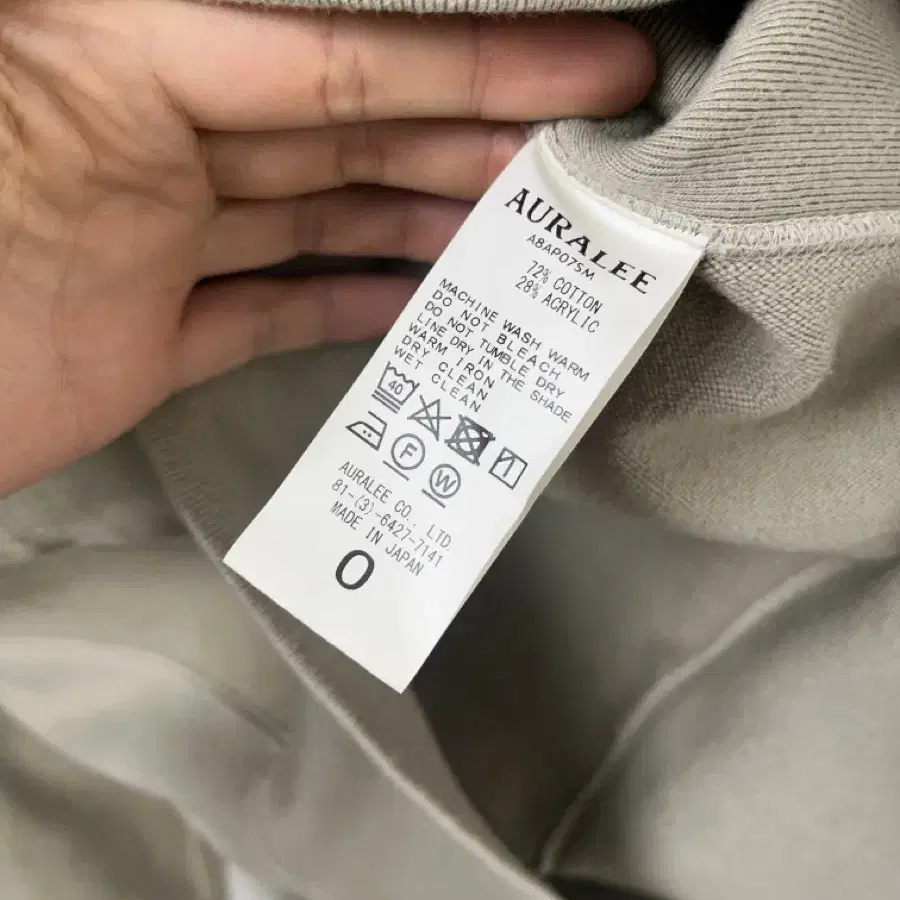 AURALEE
A8AP07SM
72% COTTON
28% ACRYLIC
MACHINE WASH WARM
DO NOT BLEACH
DO NOT TUMBLE DRY
LINE DRY IN THE SHADE
WARM IRON
DRY CLEAN
WET CLEAN
40
F W
AURALEE CO., LTD.
81-(3)-6427-7141
MADE IN JAPAN
0